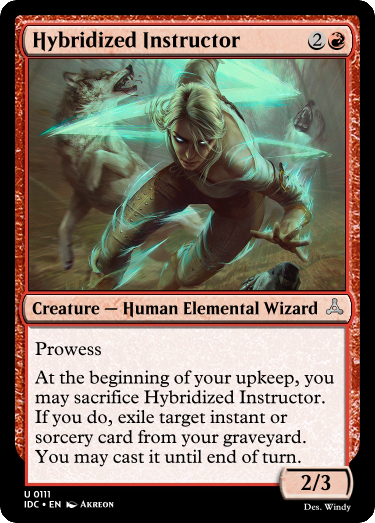 Hybridized Instructor 2
Creature — Human Elemental Wizard
Prowess
At the beginning of your upkeep, you
may sacrifice Hybridized Instructor.
If you do, exile target instant or
sorcery card from your graveyard.
You may cast it until end of turn.
2/3
U 0111
IDC • EN AKREON
Des. Windy